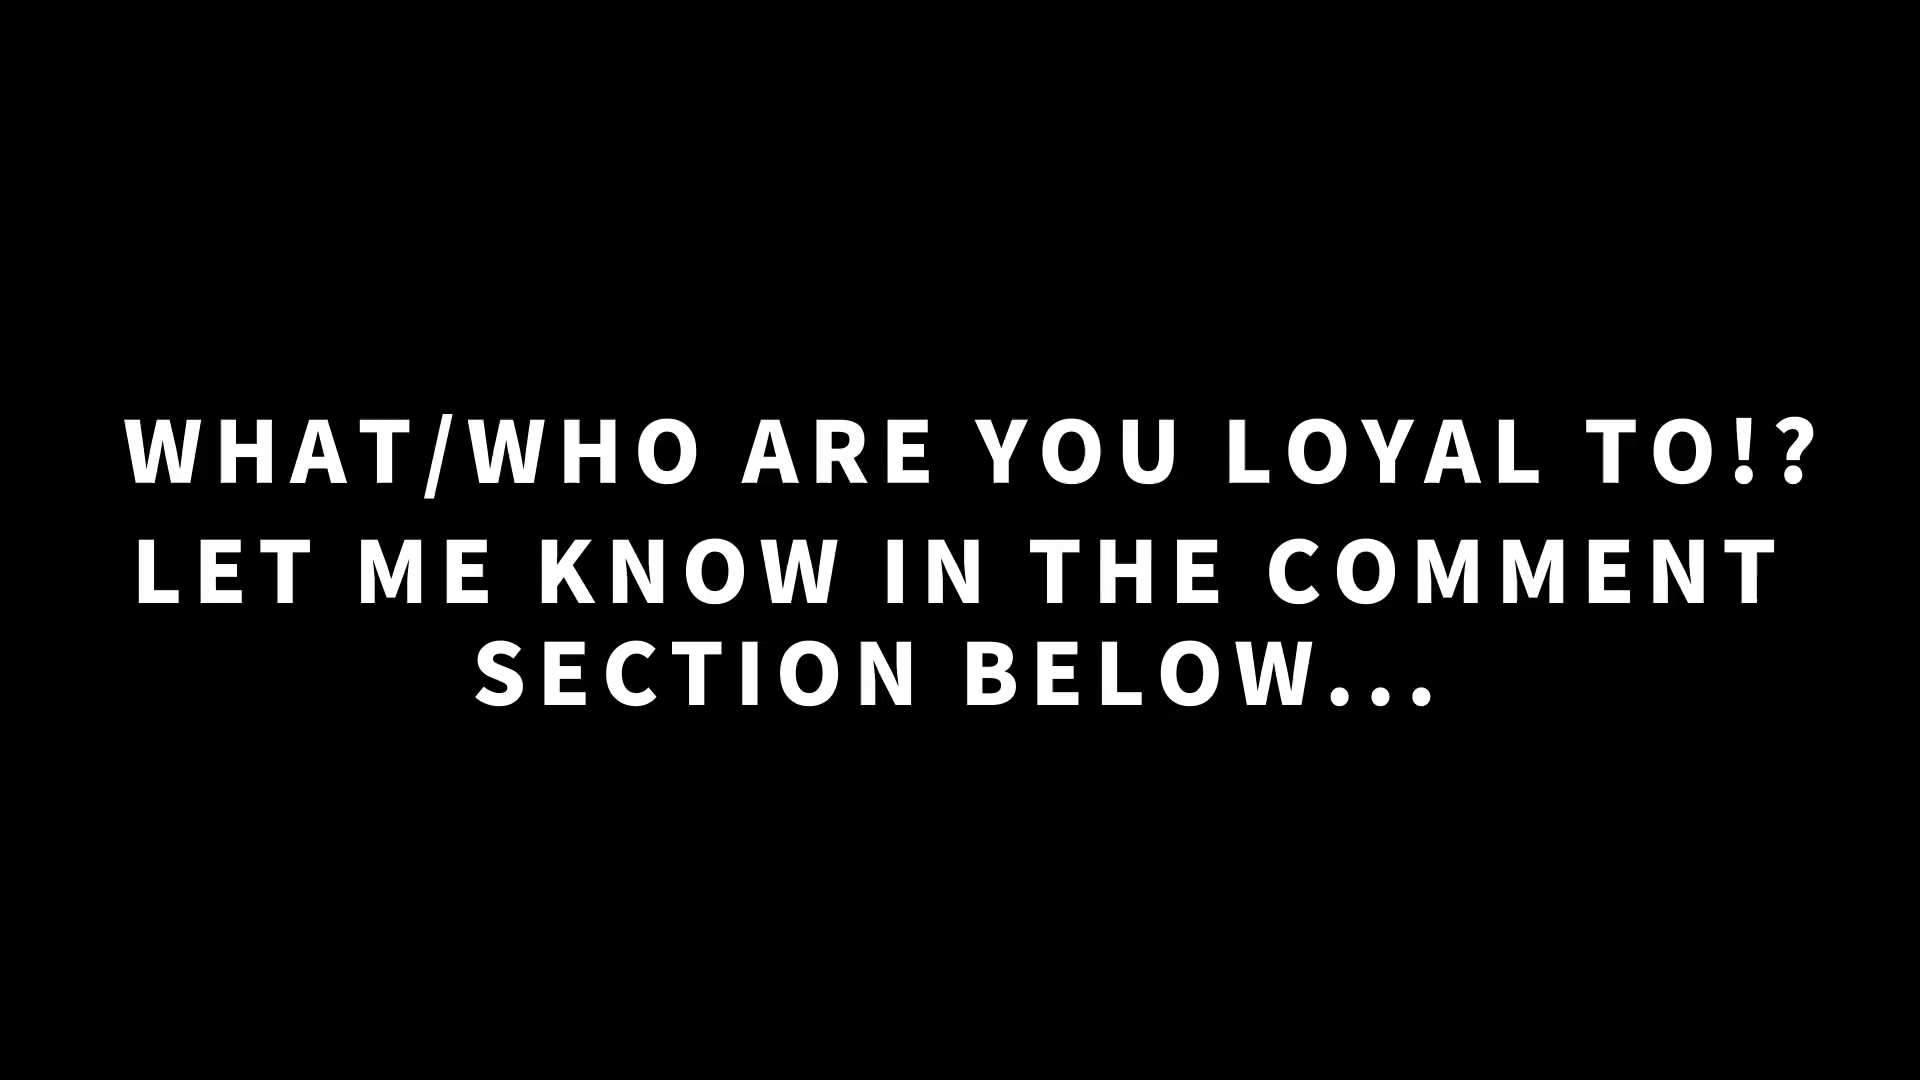 WHAT/WHO ARE YOU LOYAL TO!?
LET ME KNOW IN THE COMMENT
SECTION BELOW...